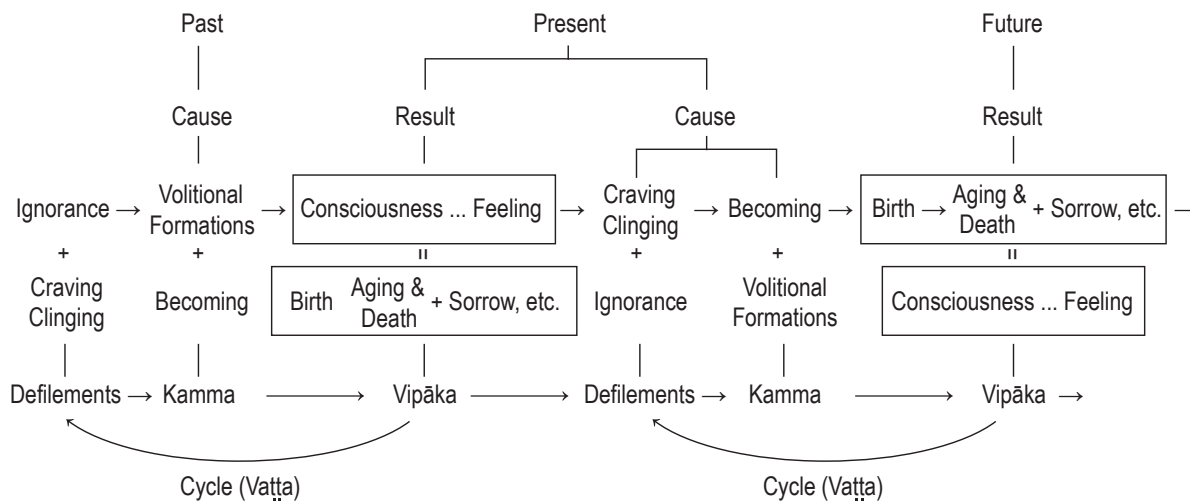 Past Present Future
Cause Result Cause Result
Ignorance → Volitional Formations → Consciousness ... Feeling → Craving Clinging → Becoming → Birth → Aging & Death + Sorrow, etc.
+ + = + + =
Craving Clinging Becoming Birth Aging & Death + Sorrow, etc. Ignorance Volitional Formations Consciousness ... Feeling
Defilements → Kamma → Vipāka → Defilements → Kamma → Vipāka →
Cycle (Vaṭṭa) Cycle (Vaṭṭa)